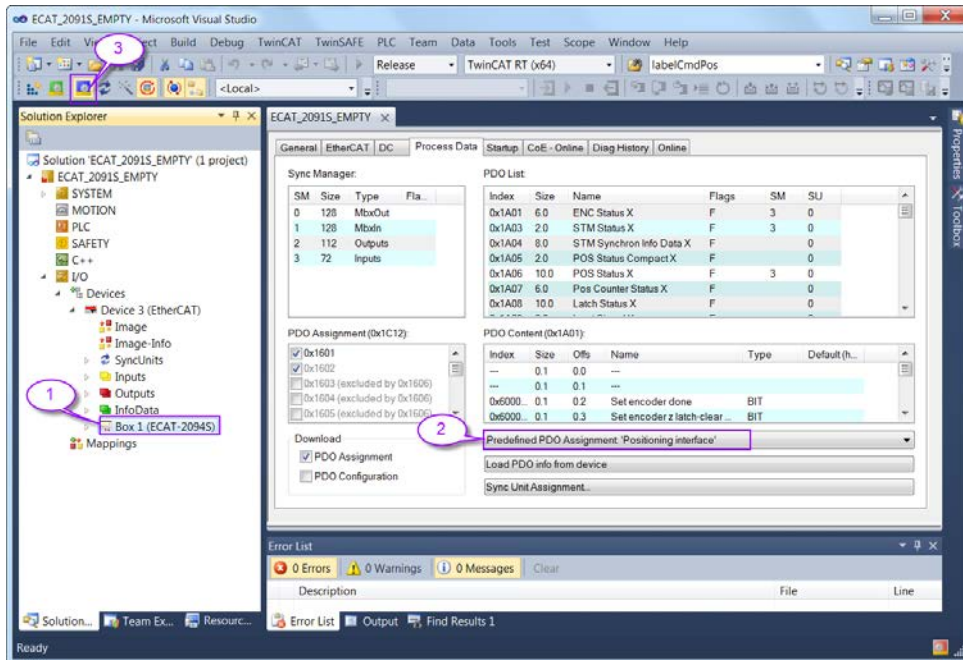 ECAT_2091S_EMPTY - Microsoft Visual Studio
File Edit Build Debug TwinCAT TwinSAFE PLC Team Data Tools Test Scope Window Help
3
Release TwinCAT RT (x64) labelCmdPos
<Local>
Solution Explorer
Solution 'ECAT_2091S_EMPTY' (1 project)
ECAT_2091S_EMPTY
SYSTEM
MOTION
PLC
SAFETY
C++
I/O
Devices
Device 3 (EtherCAT)
Image
Image-Info
SyncUnits
Inputs
Outputs
InfoData
1
Box 1 (ECAT-2094S)
Mappings
Solution... Team Ex... Resourc...
ECAT_2091S_EMPTY
General EtherCAT DC Process Data Startup CoE - Online Diag History Online
Sync Manager:
SM Size Type Fla...
0 128 MbxOut
1 128 MbxIn
2 112 Outputs
3 72 Inputs
PDO List:
Index Size Name Flags SM SU
0x1A01 6.0 ENC Status X F 3 0
0x1A03 2.0 STM Status X F 3 0
0x1A04 8.0 STM Synchron Info Data X F 0
0x1A05 2.0 POS Status Compact X F 0
0x1A06 10.0 POS Status X F 3 0
0x1A07 6.0 Pos Counter Status X F 0
0x1A08 10.0 Latch Status X F 0
PDO Assignment (0x1C12):
0x1601
0x1602
0x1603 (excluded by 0x1606)
0x1604 (excluded by 0x1606)
0x1605 (excluded by 0x1606)
PDO Content (0x1A01):
Index Size Offs Name Type Default (h...
--- 0.1 0.0 ---
--- 0.1 0.1 ---
0x6000... 0.1 0.2 Set encoder done BIT
0x6000... 0.1 0.3 Set encoder z latch-clear... BIT
Download
PDO Assignment
PDO Configuration
2
Predefined PDO Assignment: 'Positioning interface'
Load PDO info from device
Sync Unit Assignment...
Error List
0 Errors 0 Warnings 0 Messages Clear
Description File Line
Error List Output Find Results 1
Properties
Toolbox
Ready